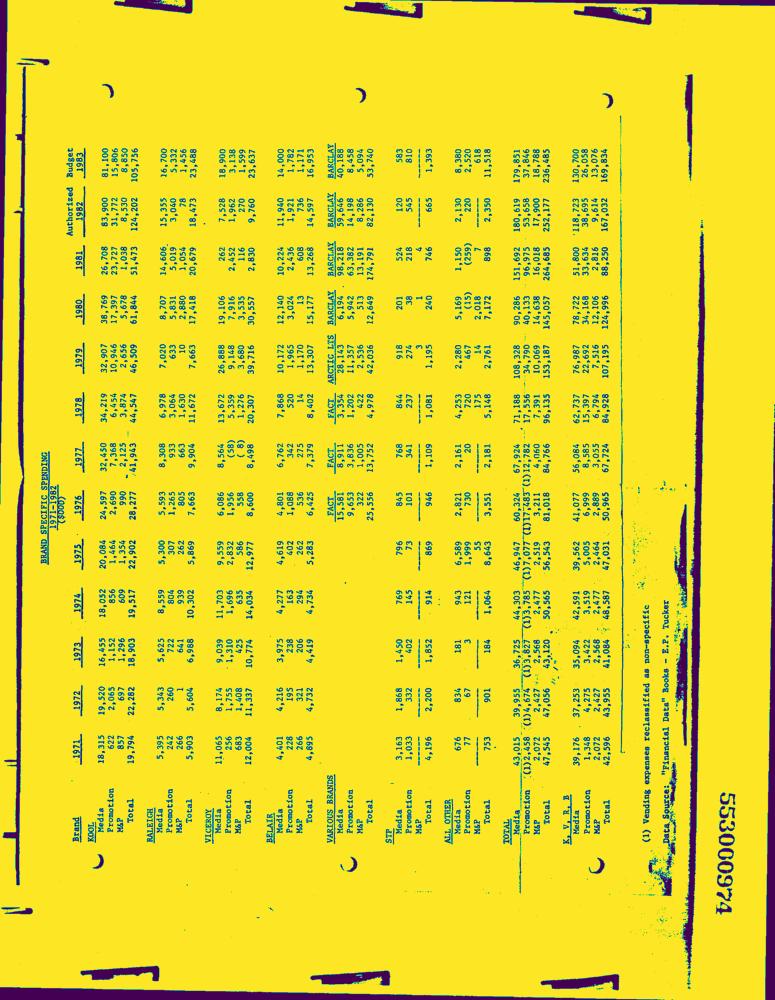 BRAND SPECIFIC SPENDING
1971-1982
($000)
Authorized Budget
Brand 1971 1972 1973 1974 1975 1976 1977 1978 1979 1980 1981 1982 1983
KOOL
Media 18,315 19,520 16,455 18,052 20,084 24,597 32,450 34,219 32,907 38,769 26,708 83,900 81,100
Promotion 622 2,065 1,152 856 1,464 2,690 7,368 6,454 10,946 17,397 23,727 31,772 15,806
M&P 857 697 1,296 609 1,354 990 2,125 3,874 2,656 5,678 1,038 8,530 8,850
Total 19,794 22,282 18,903 19,517 22,902 28,277 41,943 44,547 46,509 61,844 51,473 124,202 105,756
RALEIGH
Media 5,395 5,343 5,625 8,559 5,300 5,593 8,308 6,978 7,020 8,707 14,606 15,355 16,700
Promotion 242 260 722 804 307 1,265 933 3,064 633 5,831 5,019 3,040 5,332
M&P 266 1 641 939 262 805 663 1,630 10 2,880 1,054 78 1,456
Total 5,903 5,604 6,988 10,302 5,869 7,663 9,904 11,672 7,663 17,418 20,679 18,473 23,488
VICEROY
Media 11,065 8,174 9,039 11,703 9,559 6,086 8,564 13,672 26,888 19,106 262 7,528 18,900
Promotion 256 1,755 1,310 1,696 2,832 1,956 (58) 5,359 9,148 7,916 2,452 1,962 3,138
M&P 683 1,408 425 635 586 558 ( 8) 1,276 3,680 3,535 116 270 1,599
Total 12,004 11,337 10,774 14,034 12,977 8,600 8,498 20,307 39,716 30,557 2,830 9,760 23,637
BELAIR
Media 4,401 4,216 3,975 4,277 4,619 4,801 6,762 7,868 10,172 12,140 10,224 11,940 14,000
Promotion 228 195 238 163 402 1,088 342 520 1,965 3,024 2,436 1,921 1,782
M&P 266 321 206 294 262 536 275 14 1,170 13 608 736 1,171
Total 4,895 4,732 4,419 4,734 5,283 6,425 7,379 8,402 13,307 15,177 13,268 14,597 16,953
VARIOUS BRANDS FACT FACT FACT ARCTIC LTS BARCLAY BARCLAY BARCLAY BARCLAY
Media 15,581 8,911 3,354 28,143 6,194 98,218 59,646 40,188
Promotion 9,653 3,836 1,202 11,357 5,942 63,382 14,198 8,458
M&P 322 1,005 422 2,536 513 13,191 8,286 5,094
Total 25,556 13,752 4,978 42,036 12,649 174,791 82,130 53,740
STF
Media 3,163 1,868 1,450 769 796 845 768 844 918 201 524 120 583
Promotion 1,033 332 402 145 73 101 341 237 274 38 218 545 810
M&P 3 1 4
Total 4,196 2,200 1,852 914 869 946 1,109 1,081 1,195 240 746 665 1,393
ALL OTHER
Media 676 834 181 943 6,589 2,821 2,161 4,253 2,280 5,169 1,150 2,130 8,380
Promotion 77 67 3 121 1,999 730 20 720 467 (15) (259) 220 2,520
M&P 55 175 14 2,018 7 618
Total 753 901 184 1,064 8,643 3,551 2,181 5,148 2,761 7,172 898 2,350 11,518
TOTAL
Media 43,015 39,955 36,725 44,303 46,947 60,324 67,924 71,188 108,328 90,286 151,692 180,619 179,851
Promotion (1)2,458 (1)4,674 (1)3,827 (1)3,785 (1)7,077 (1)17,483 (1)12,782 17,556 34,790 40,133 96,975 53,658 37,846
M&P 2,072 2,427 2,568 2,477 2,519 3,211 4,060 7,391 10,069 14,638 16,018 17,900 18,788
Total 47,545 47,056 43,120 50,565 56,543 81,018 84,766 96,135 153,187 145,057 264,685 252,177 236,485
K, V, R, B
Media 39,176 37,253 35,094 42,591 39,562 41,077 56,084 62,737 76,987 78,722 51,800 118,723 130,700
Promotion 1,348 4,275 3,422 3,519 5,005 6,999 8,585 15,397 22,692 34,168 33,634 38,695 26,058
M&P 2,072 2,427 2,568 2,477 2,464 2,889 3,055 6,794 7,516 12,106 2,816 9,614 13,076
Total 42,596 43,955 41,084 48,587 47,031 50,965 67,724 84,928 107,195 124,996 88,250 167,032 169,834
(1) Vending expenses reclassified as non-specific
Data Source: "Financial Data" Books - E.P. Tucker
553000974